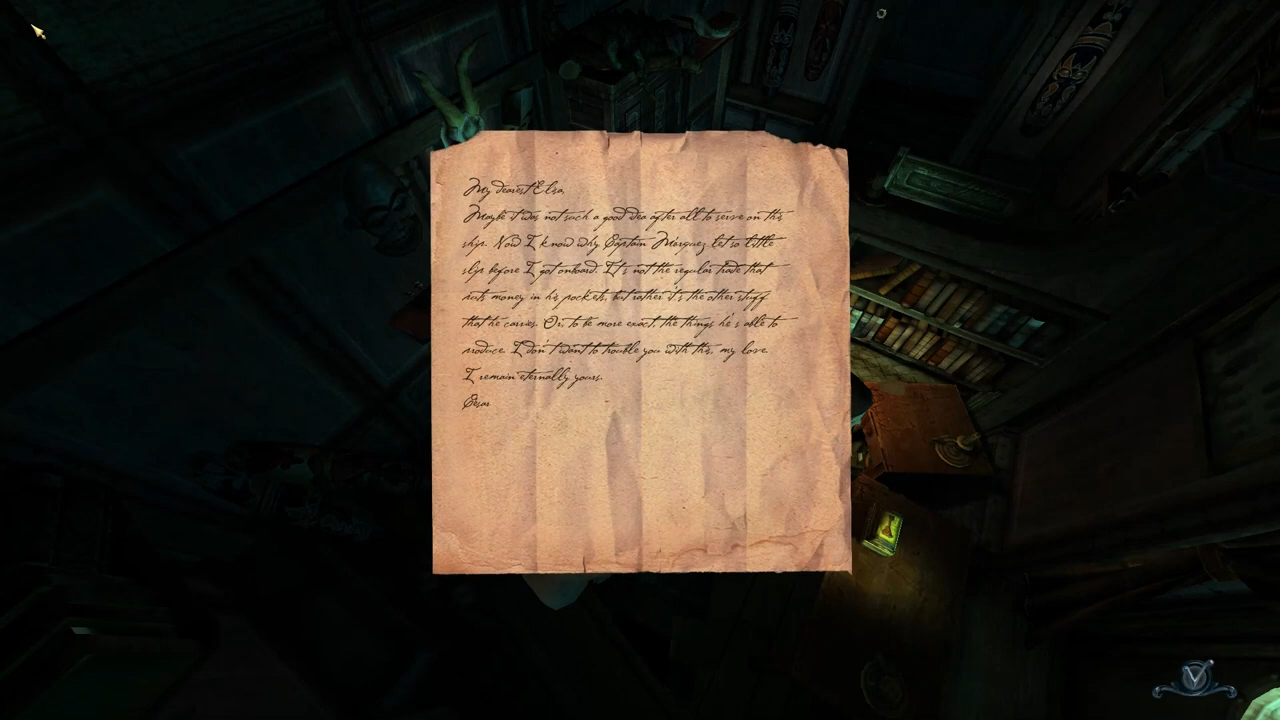 My dearest Elsa,
Maybe it was not such a good idea after all to serve on this
ship. Now I know why Captain Márquez let so little
slip before I got onboard. It's not the regular trade that
puts money in his pockets, but rather it's the other stuff
that he carries. Or, to be more exact, the things he's able to
produce. I don't want to trouble you with this, my love.
I remain eternally yours.
César